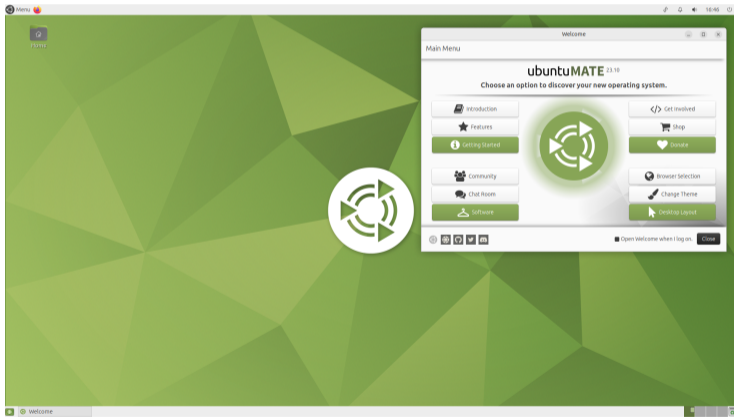 Menu
16:46
Welcome
Main Menu
ubuntuMATE 23.10
Choose an option to discover your new operating system.
Introduction
Features
Getting Started
Get Involved
Shop
Donate
Community
Chat Room
Software
Browser Selection
Change Theme
Desktop Layout
Open Welcome when I log on.
Close
Welcome